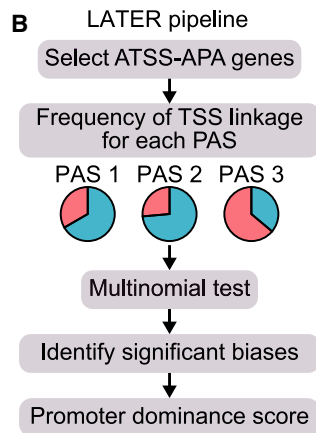 B
LATER pipeline
Select ATSS-APA genes
Frequency of TSS linkage
for each PAS
PAS 1 PAS 2 PAS 3
Multinomial test
Identify significant biases
Promoter dominance score